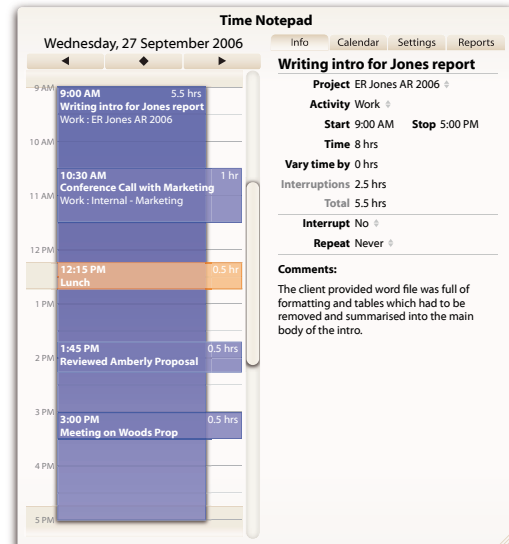 Time Notepad
Wednesday, 27 September 2006
9 AM
9:00 AM 5.5 hrs
Writing intro for Jones report
Work : ER Jones AR 2006
10 AM
10:30 AM 1 hr
Conference Call with Marketing
Work : Internal - Marketing
11 AM
12 PM
12:15 PM 0.5 hr
Lunch
1 PM
1:45 PM 0.5 hrs
Reviewed Amberly Proposal
2 PM
3 PM
3:00 PM 0.5 hrs
Meeting on Woods Prop
4 PM
5 PM
Info Calendar Settings Reports
Writing intro for Jones report
Project ER Jones AR 2006
Activity Work
Start 9:00 AM Stop 5:00 PM
Time 8 hrs
Vary time by 0 hrs
Interruptions 2.5 hrs
Total 5.5 hrs
Interrupt No
Repeat Never
Comments:
The client provided word file was full of
formatting and tables which had to be
removed and summarised into the main
body of the intro.